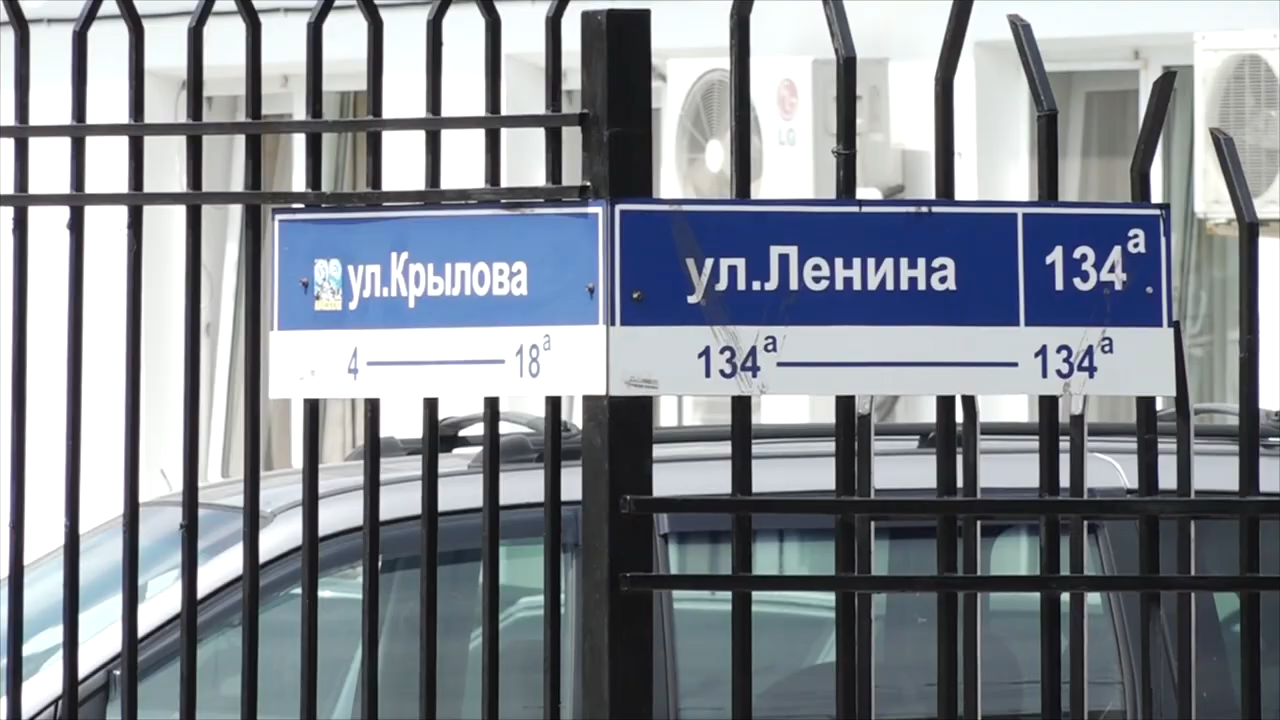 ул.Крылова
4 — 18а
ул.Ленина 134а
134а — 134а
LG